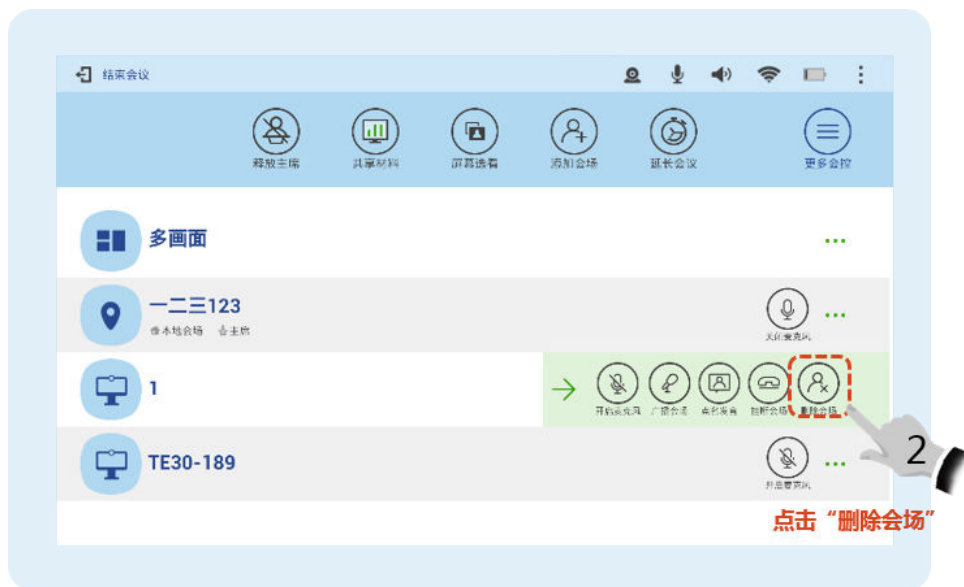 结束会议
释放主席 共享材料 屏幕选看 添加会场 延长会议 更多会控
多画面
一二三123
本地会场 主席
关闭麦克风
1
开启麦克风 广播会场 点名发言 挂断会场 删除会场
2
TE30-189
开启麦克风
点击“删除会场”